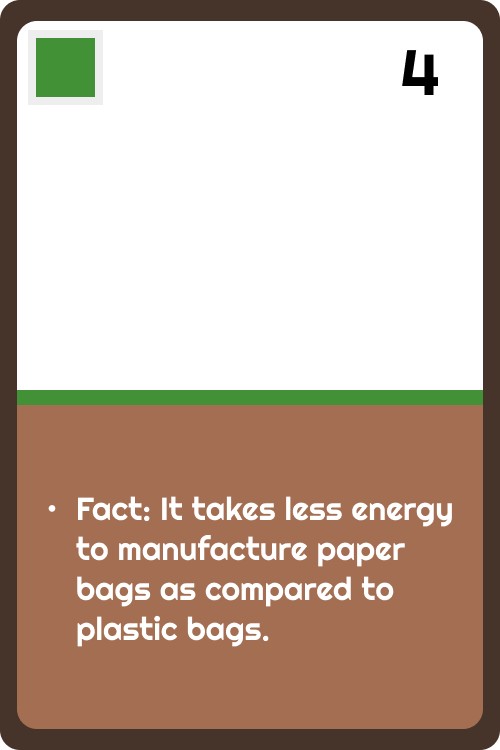 4
• Fact: It takes less energy
to manufacture paper
bags as compared to
plastic bags.